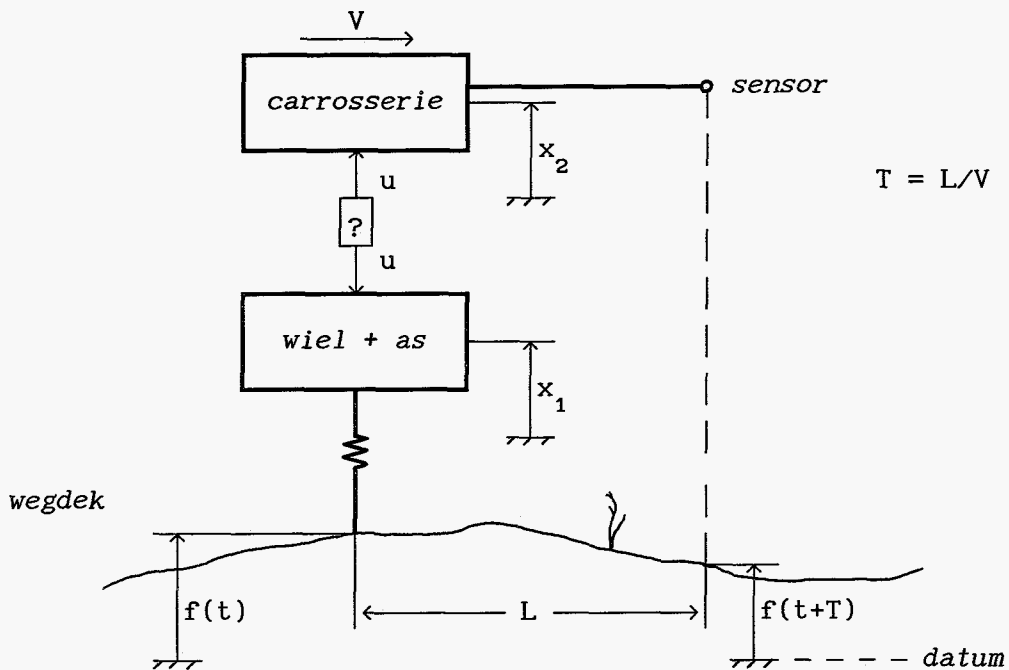 V
carrosserie
sensor
x2
T = L/V
u
?
u
wiel + as
x1
wegdek
f(t)
L
f(t+T)
datum